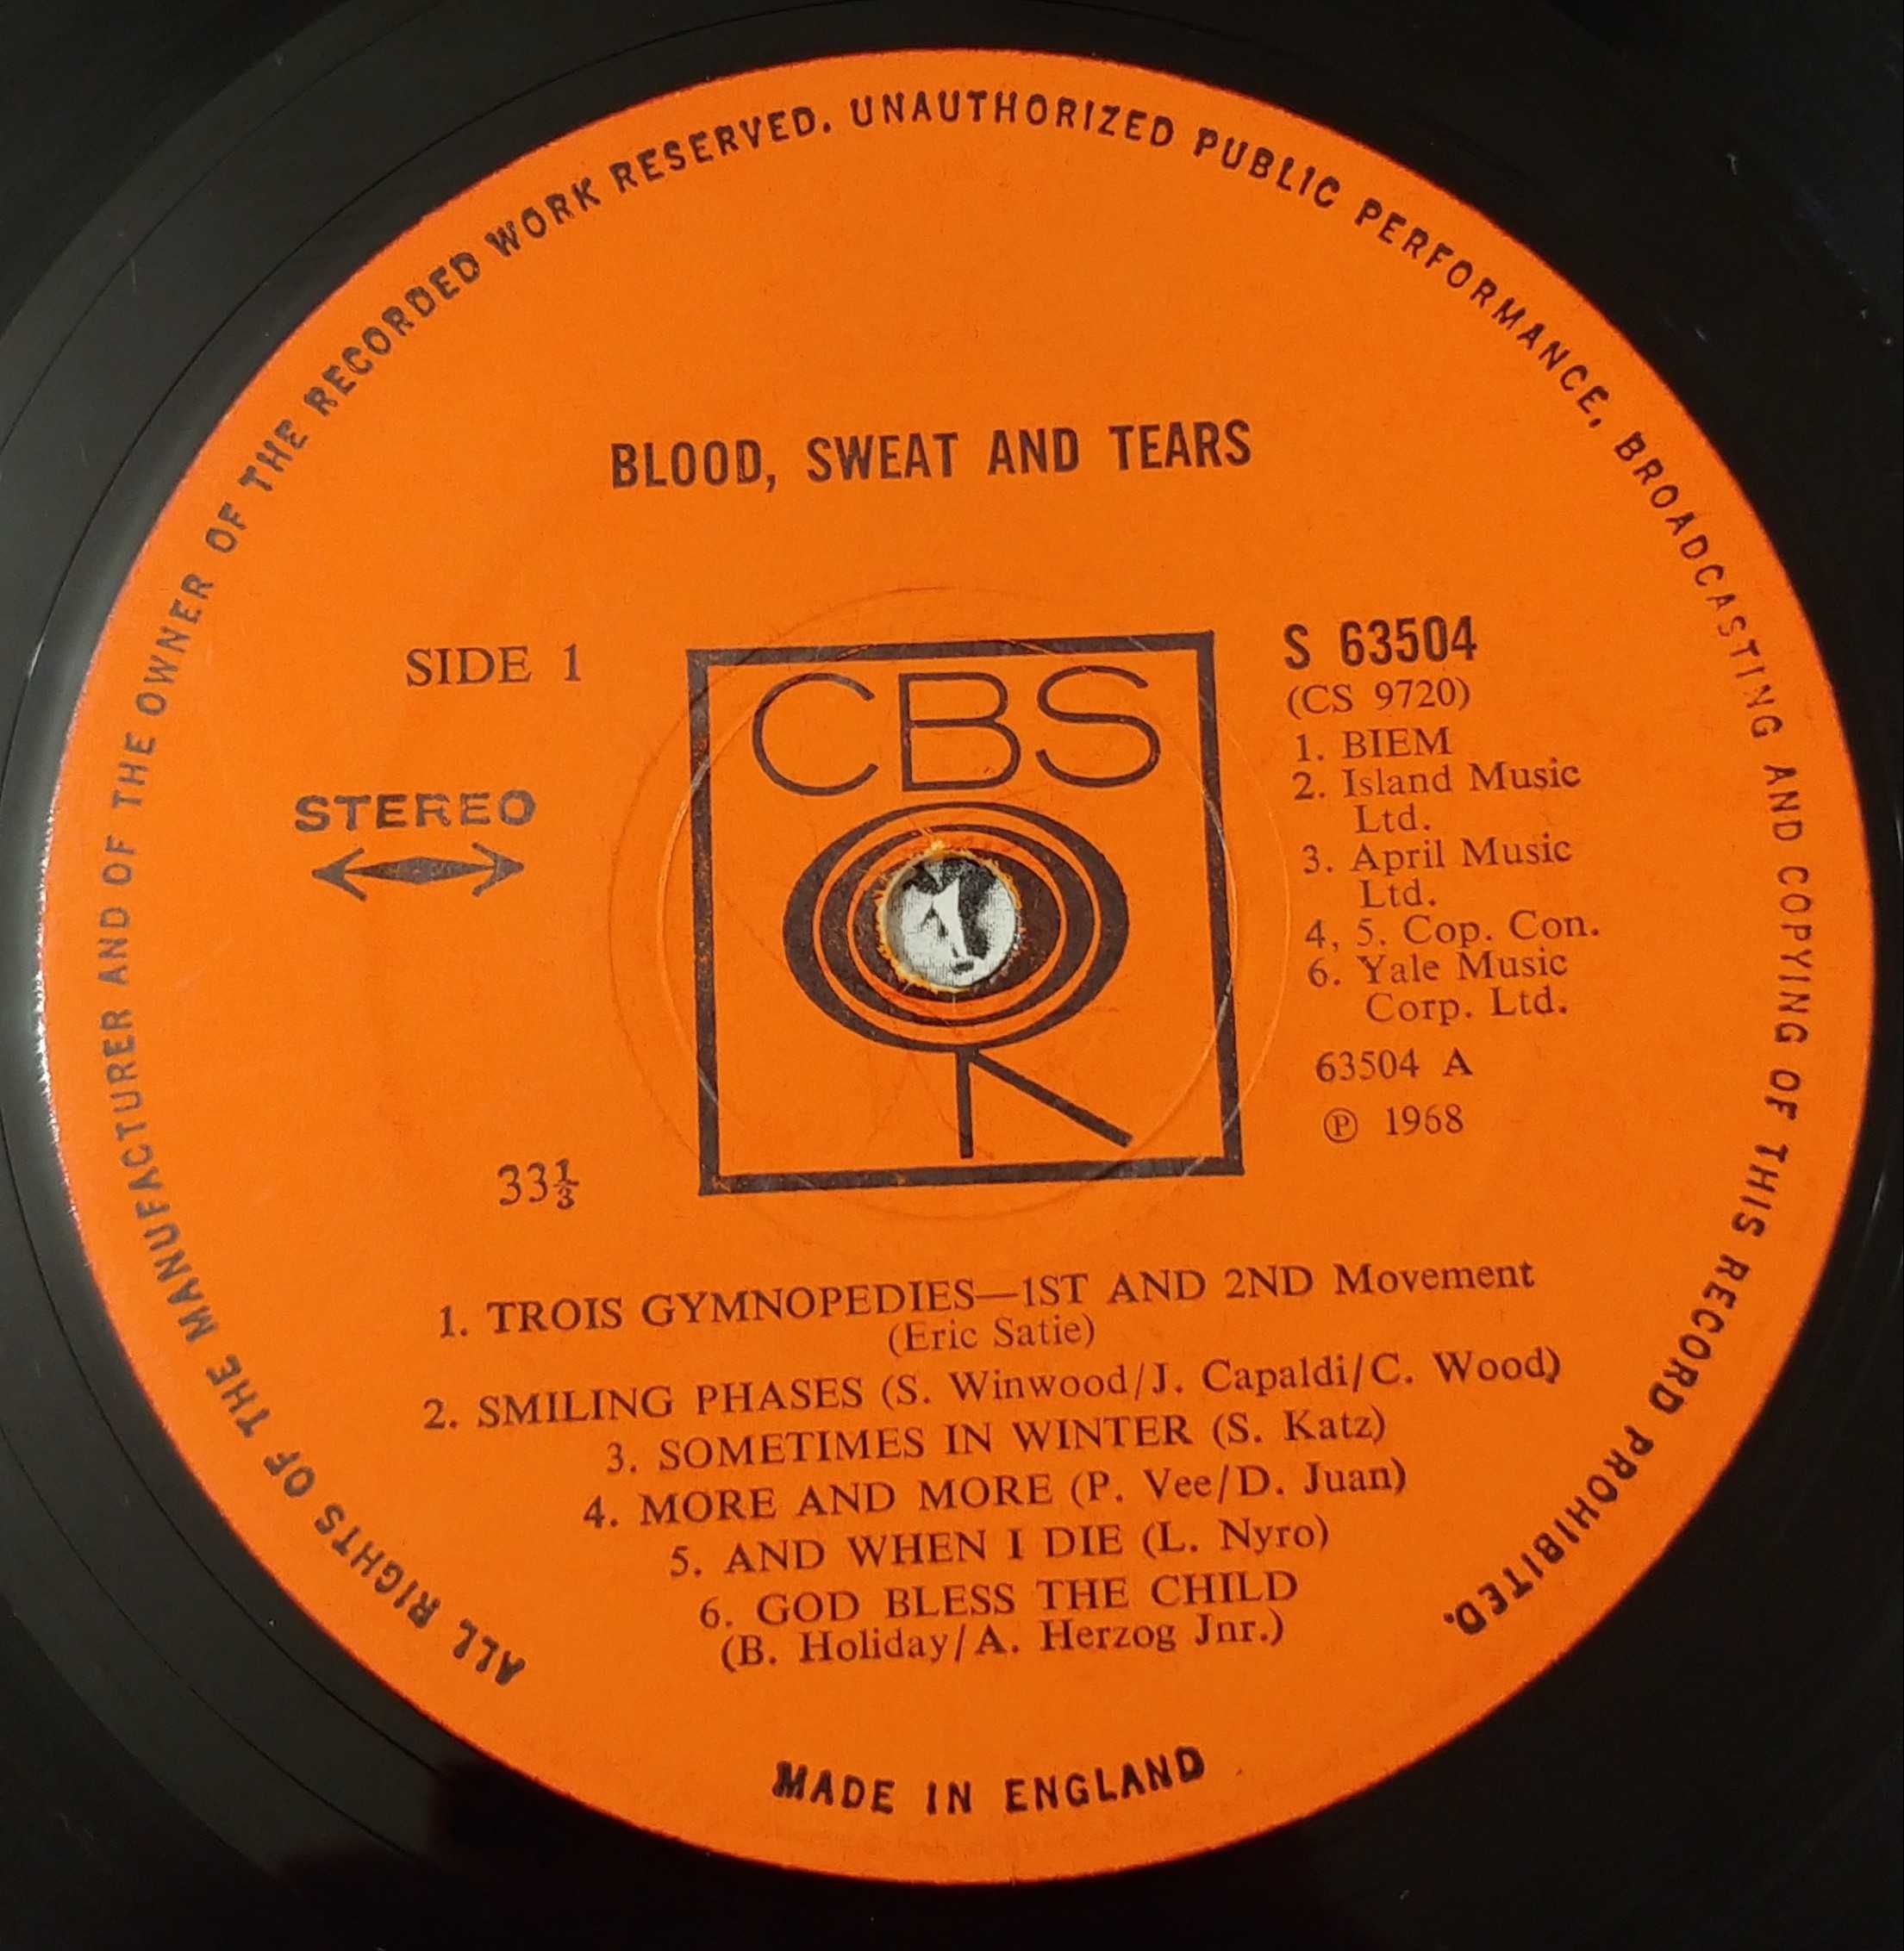 ALL RIGHTS OF THE MANUFACTURER AND OF THE OWNER OF THE RECORDED WORK RESERVED. UNAUTHORIZED PUBLIC PERFORMANCE, BROADCASTING AND COPYING OF THIS RECORD PROHIBITED.
BLOOD, SWEAT AND TEARS
SIDE 1
STEREO
33⅓
CBS
S 63504
(CS 9720)
1. BIEM
2. Island Music
Ltd.
3. April Music
Ltd.
4, 5. Cop. Con.
6. Yale Music
Corp. Ltd.
63504 A
Ⓟ 1968
1. TROIS GYMNOPEDIES—1ST AND 2ND Movement
(Eric Satie)
2. SMILING PHASES (S. Winwood/J. Capaldi/C. Wood)
3. SOMETIMES IN WINTER (S. Katz)
4. MORE AND MORE (P. Vee/D. Juan)
5. AND WHEN I DIE (L. Nyro)
6. GOD BLESS THE CHILD
(B. Holiday/A. Herzog Jnr.)
MADE IN ENGLAND